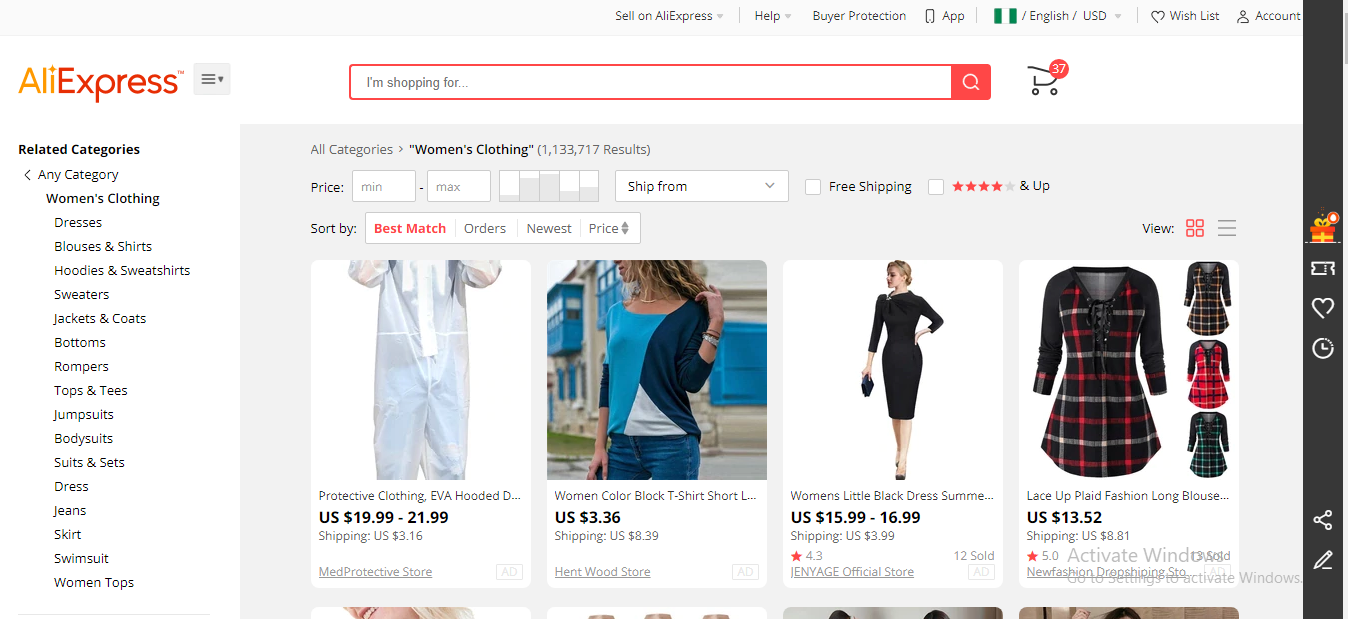 Sell on AliExpress Help Buyer Protection App / English / USD Wish List Account
AliExpress™ I'm shopping for... 37
Related Categories
Any Category
Women's Clothing
Dresses
Blouses & Shirts
Hoodies & Sweatshirts
Sweaters
Jackets & Coats
Bottoms
Rompers
Tops & Tees
Jumpsuits
Bodysuits
Suits & Sets
Dress
Jeans
Skirt
Swimsuit
Women Tops
All Categories > "Women's Clothing" (1,133,717 Results)
Price: min - max Ship from Free Shipping & Up
Sort by: Best Match Orders Newest Price View:
Protective Clothing, EVA Hooded D...
US $19.99 - 21.99
Shipping: US $3.16
MedProtective Store AD
Women Color Block T-Shirt Short L...
US $3.36
Shipping: US $8.39
Hent Wood Store AD
Womens Little Black Dress Summe...
US $15.99 - 16.99
Shipping: US $3.99
4.3 12 Sold
JENYAGE Official Store AD
Lace Up Plaid Fashion Long Blouse...
US $13.52
Shipping: US $8.81
5.0 13 Sold
Newfashion Dropshiping Sto AD
Activate Windows
Go to Settings to activate Windows.